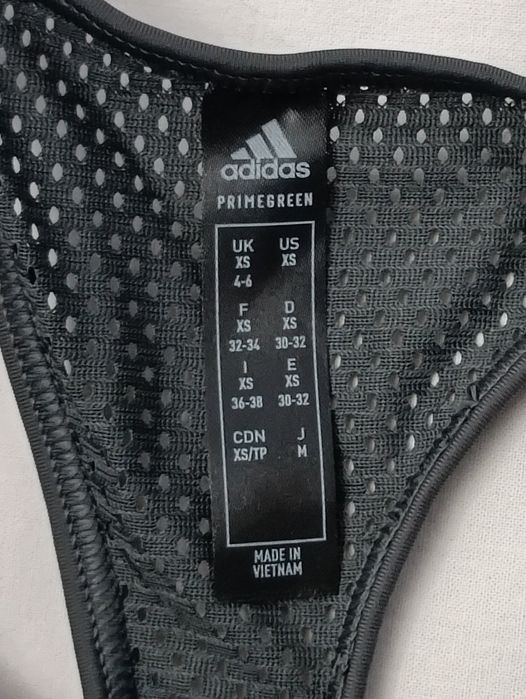 adidas
PRIMEGREEN
UK US
XS XS
4-6
F D
XS XS
32-34 30-32
I E
XS XS
36-38 30-32
CDN J
XS/TP M
MADE IN
VIETNAM